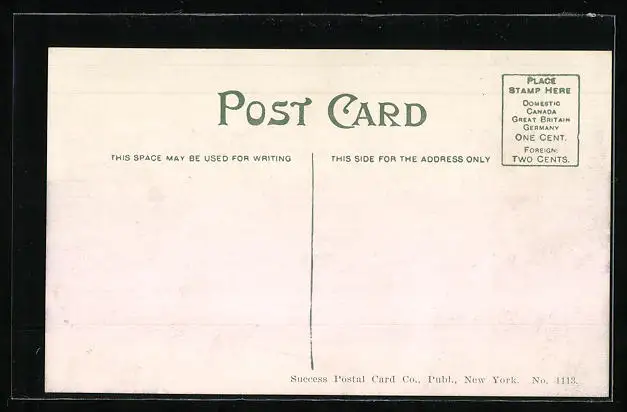 POST CARD
PLACE
STAMP HERE
DOMESTIC
CANADA
GREAT BRITAIN
GERMANY
ONE CENT.
FOREIGN:
TWO CENTS.
THIS SPACE MAY BE USED FOR WRITING
THIS SIDE FOR THE ADDRESS ONLY
Success Postal Card Co., Publ., New York. No. 1113.